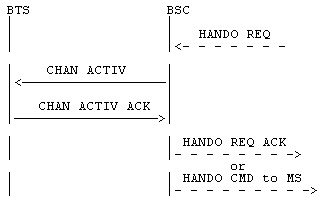 BTS BSC
HANDO REQ
CHAN ACTIV
CHAN ACTIV ACK
HANDO REQ ACK
or
HANDO CMD to MS